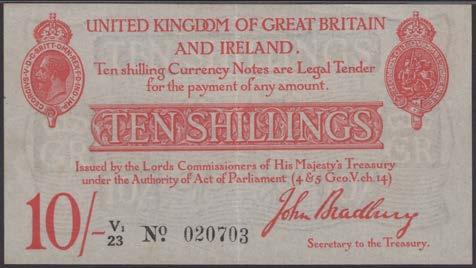 UNITED KINGDOM OF GREAT BRITAIN
AND IRELAND.
Ten shilling Currency Notes are Legal Tender
for the payment of any amount.
TEN SHILLINGS
Issued by the Lords Commissioners of His Majesty's Treasury
under the Authority of Act of Parliament (4 & 5 Geo. V. ch. 14)
10/- V1/23 No. 020703
John Bradbury
Secretary to the Treasury.